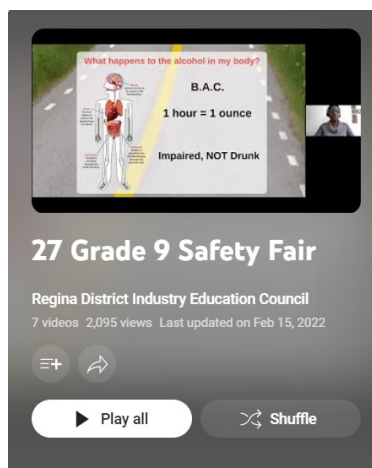 What happens to the alcohol in my body?
B.A.C.
1 hour = 1 ounce
Impaired, NOT Drunk
27 Grade 9 Safety Fair
Regina District Industry Education Council
7 videos 2,095 views Last updated on Feb 15, 2022
Play all
Shuffle